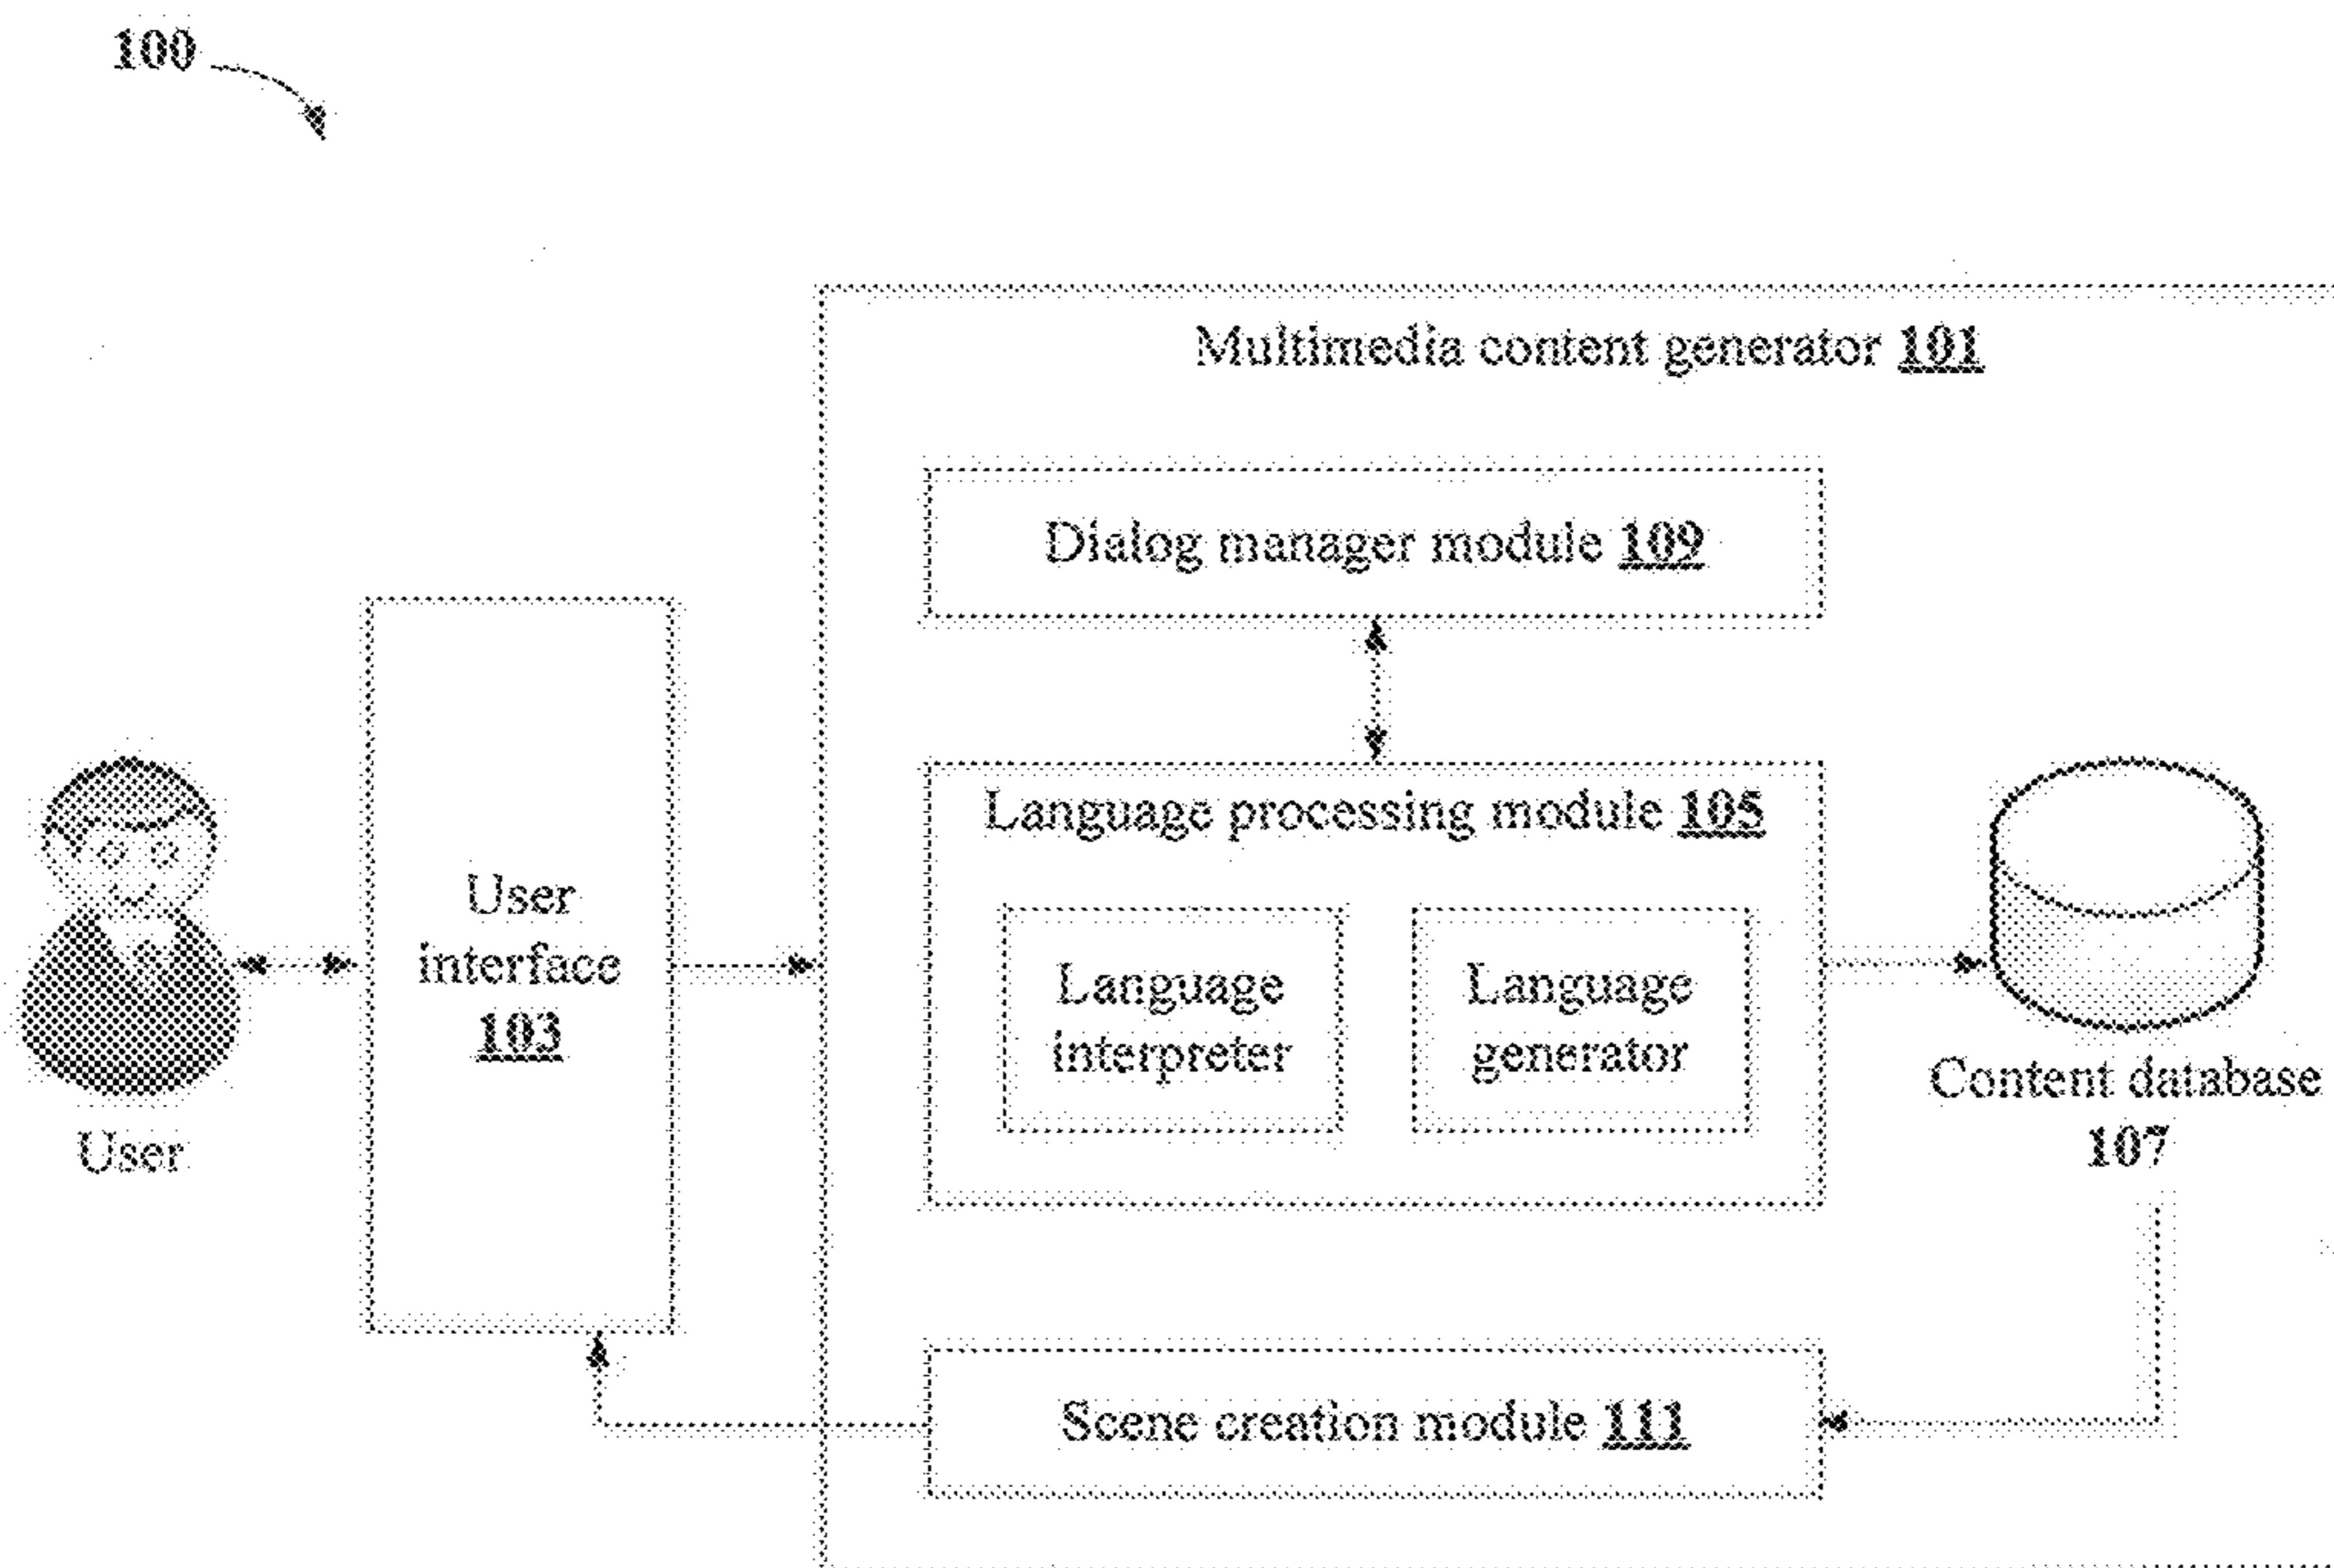 100
Multimedia content generator 101
Dialog manager module 109
Language processing module 105
User
interface
103
Language
interpreter
Language
generator
Content database
107
User
Scene creation module 111